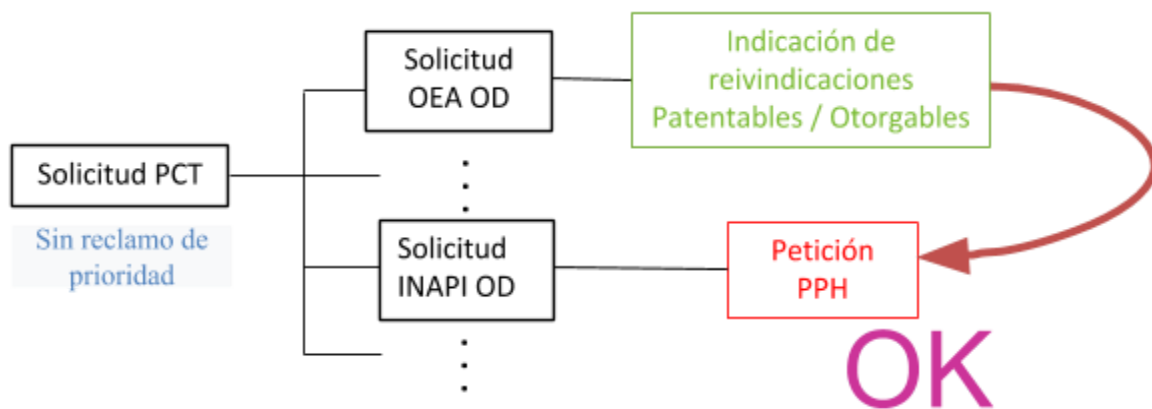 Solicitud PCT
Sin reclamo de
prioridad
Solicitud
OEA OD
Indicación de
reivindicaciones
Patentables / Otorgables
Solicitud
INAPI OD
Petición
PPH
OK